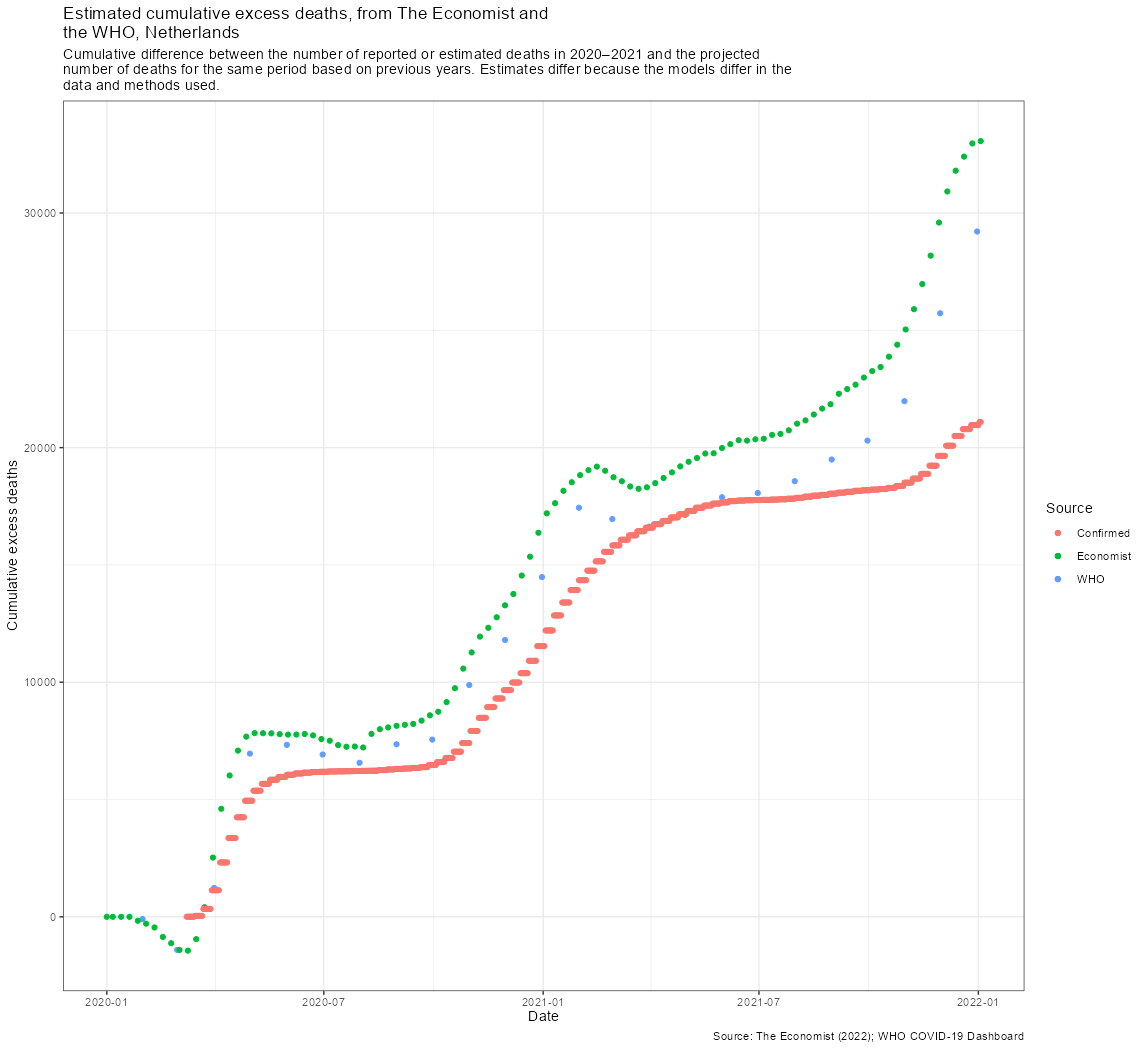 Estimated cumulative excess deaths, from The Economist and
the WHO, Netherlands
Cumulative difference between the number of reported or estimated deaths in 2020–2021 and the projected
number of deaths for the same period based on previous years. Estimates differ because the models differ in the
data and methods used.
Cumulative excess deaths
30000
20000
10000
0
2020-01
2020-07
2021-01
2021-07
2022-01
Date
Source
Confirmed
Economist
WHO
Source: The Economist (2022); WHO COVID-19 Dashboard